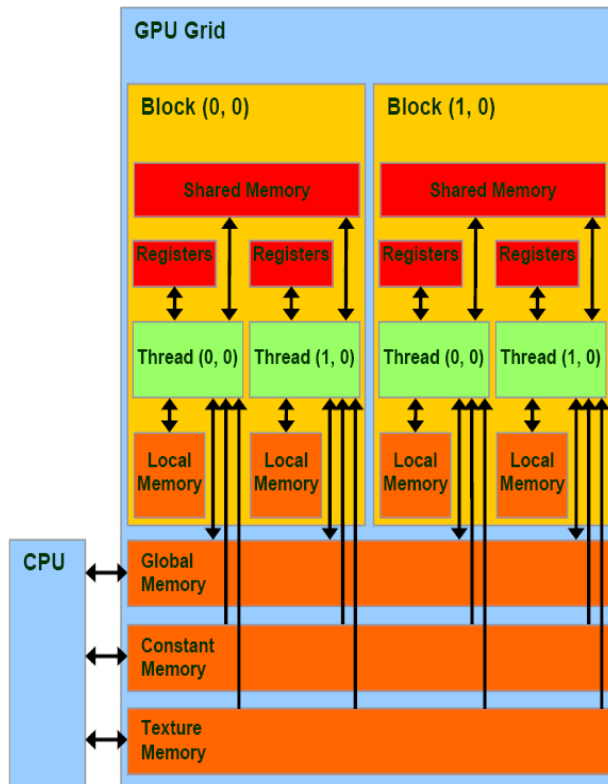 GPU Grid
Block (0, 0)
Block (1, 0)
Shared Memory
Shared Memory
Registers
Registers
Registers
Registers
Thread (0, 0)
Thread (1, 0)
Thread (0, 0)
Thread (1, 0)
Local
Memory
Local
Memory
Local
Memory
Local
Memory
CPU
Global
Memory
Constant
Memory
Texture
Memory